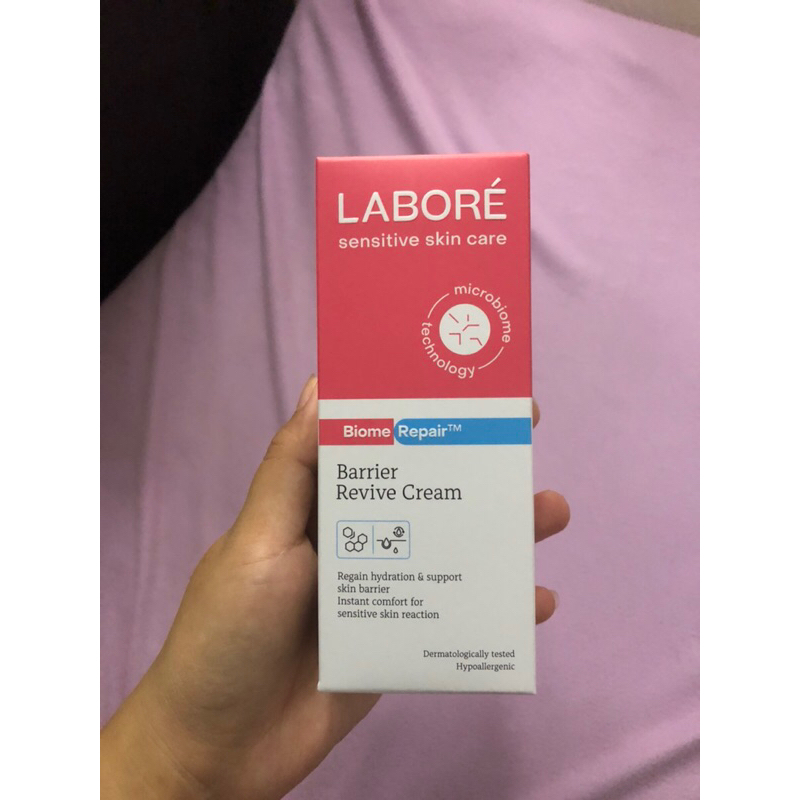 LABORÉ
sensitive skin care
microbiome
technology
Biome Repair™
Barrier
Revive Cream
Regain hydration & support
skin barrier
Instant comfort for
sensitive skin reaction
Dermatologically tested
Hypoallergenic